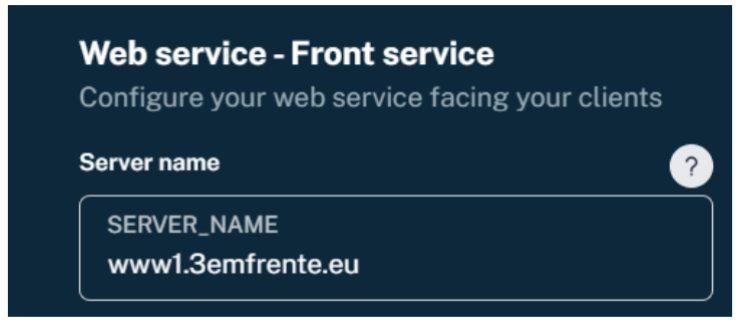 Web service - Front service
Configure your web service facing your clients
Server name
?
SERVER_NAME
www1.3emfrente.eu